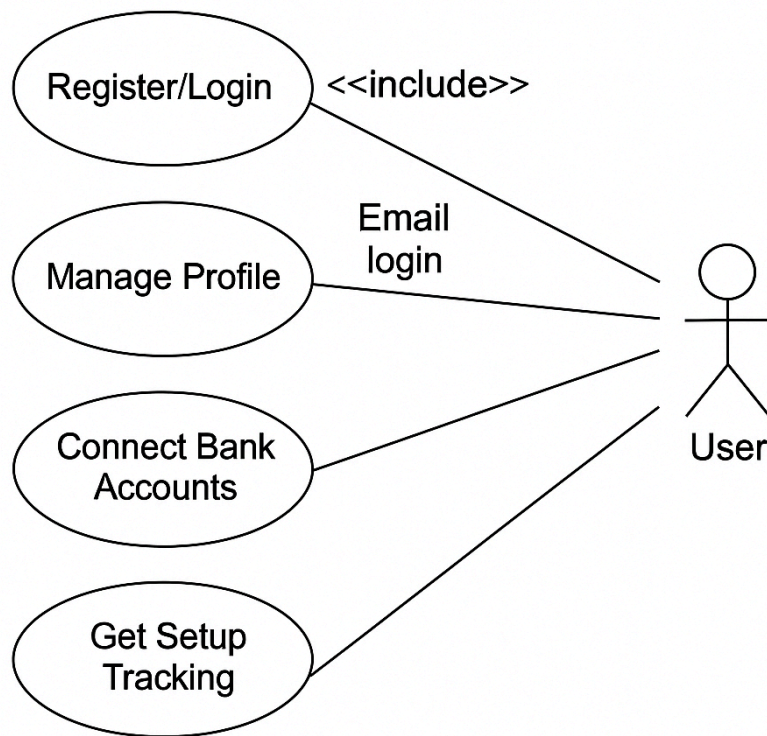 Register/Login
<<include>>
Email
login
Manage Profile
Connect Bank
Accounts
User
Get Setup
Tracking